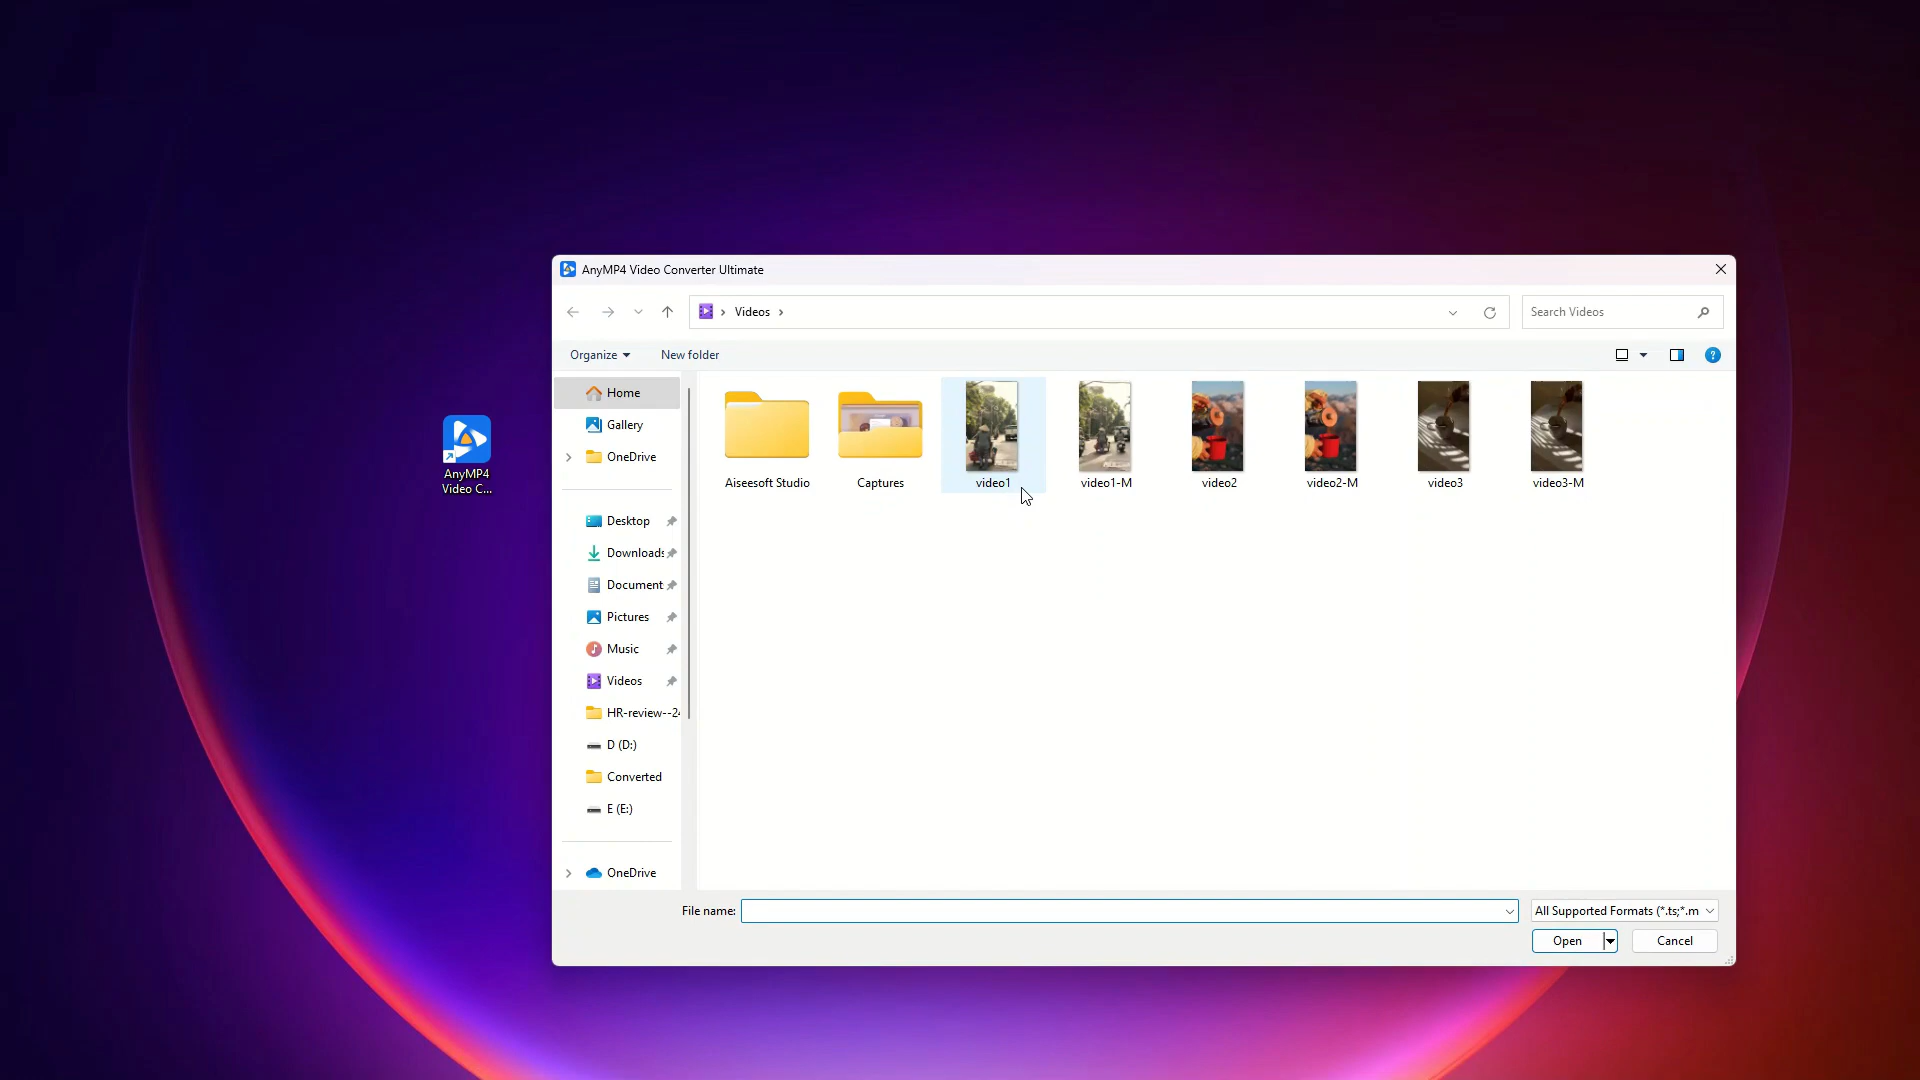 AnyMP4
Video C...
AnyMP4 Video Converter Ultimate
Videos
Search Videos
Organize
New folder
Home
Gallery
OneDrive
Desktop
Downloads
Document
Pictures
Music
Videos
HR-review--24
D (D:)
Converted
E (E:)
OneDrive
Aiseesoft Studio
Captures
video1
video1-M
video2
video2-M
video3
video3-M
File name:
All Supported Formats (*.ts;*.m
Open
Cancel